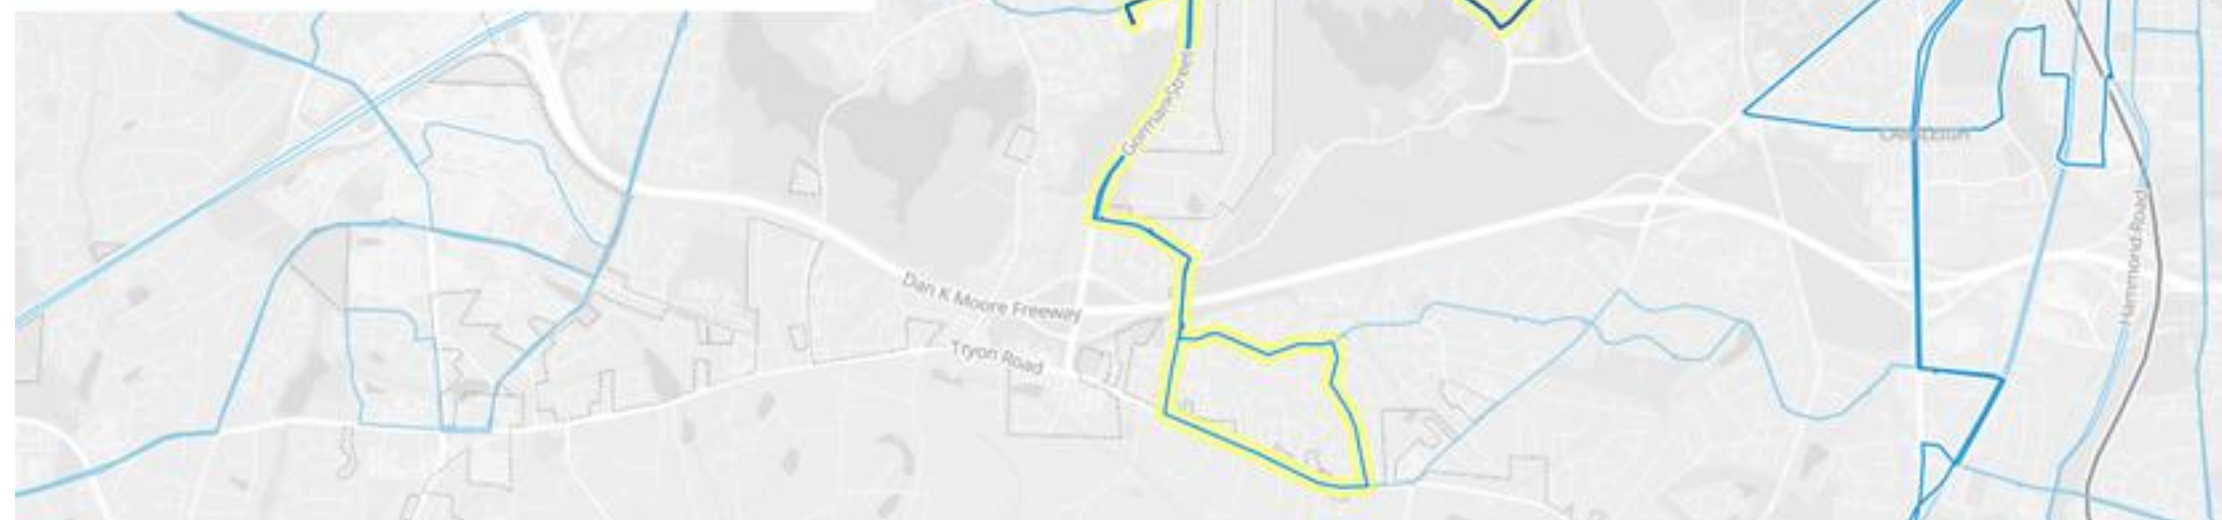 Gorman Street
Hammond Road
Dan K Moore Freeway
Tryon Road